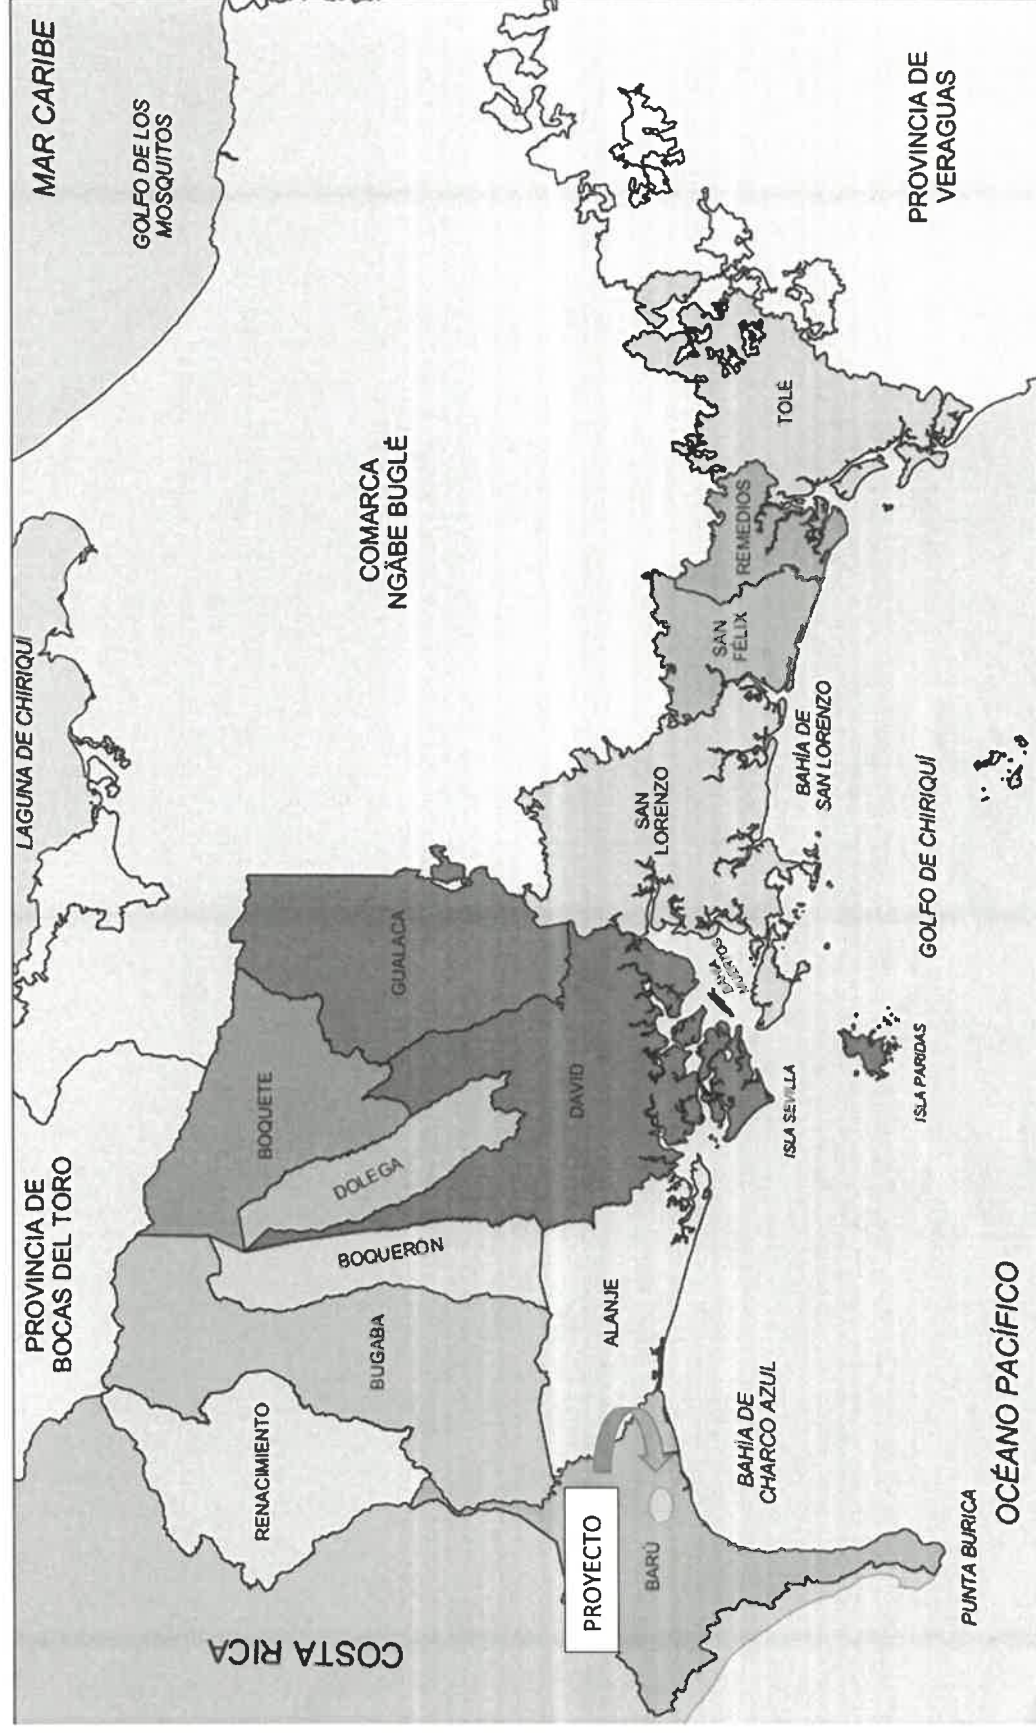 PROVINCIA DE
BOCAS DEL TORO
LAGUNA DE CHIRIQUÍ
MAR CARIBE
GOLFO DE LOS
MOSQUITOS
COSTA RICA
RENACIMIENTO
BUGABA
BOQUERÓN
BOQUETE
DOLEGA
GUALACA
COMARCA
NGÄBE BUGLÉ
PROYECTO
BARÚ
ALANJE
DAVID
SAN
LORENZO
SAN
FÉLIX
REMEDIOS
TOLÉ
PROVINCIA DE
VERAGUAS
BAHÍA DE
CHARCO AZUL
ISLA SEVILLA
BAHÍA DE
SAN LORENZO
ISLA PARIDAS
GOLFO DE CHIRIQUÍ
PUNTA BURICA
OCÉANO PACÍFICO